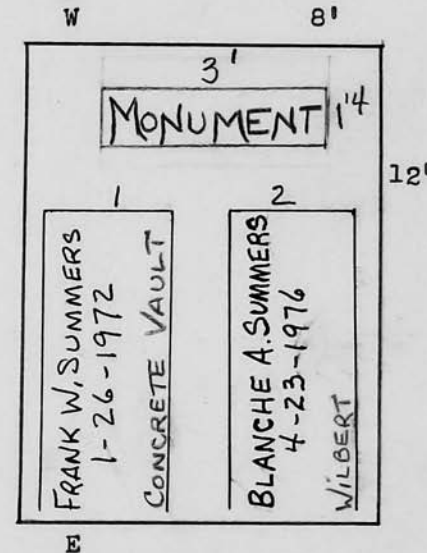 W 8'
3'
MONUMENT 1'4
12'
1 2
FRANK W. SUMMERS
1-26-1972
CONCRETE VAULT
BLANCHE A. SUMMERS
4-23-1976
WILBERT
E